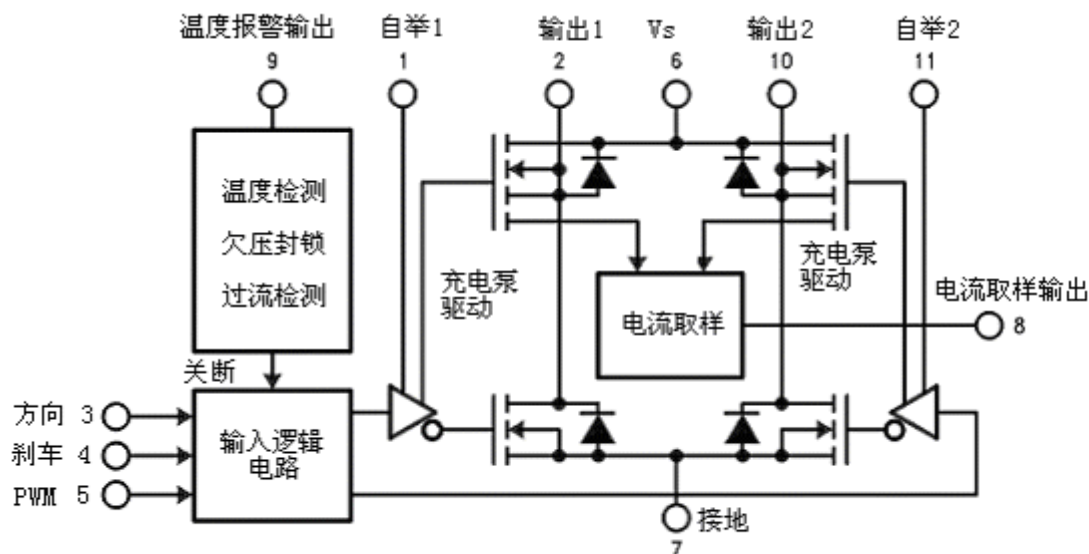 温度报警输出 自举1 输出1 Vs 输出2 自举2
9 1 2 6 10 11
温度检测
欠压封锁
过流检测
充电泵
驱动
充电泵
驱动
电流取样
电流取样输出
8
关断
方向 3
刹车 4
PWM 5
输入逻辑
电路
接地
7